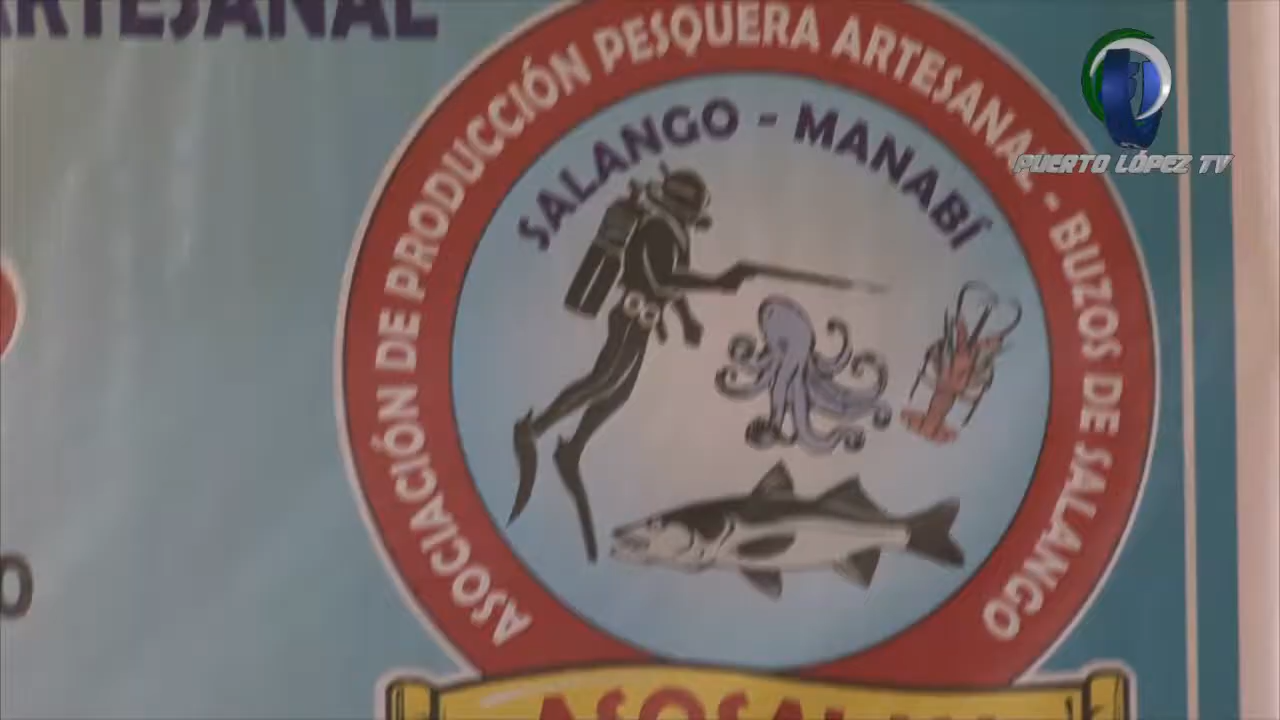 ARTESANAL
ASOCIACIÓN DE PRODUCCIÓN PESQUERA ARTESANAL - BUZOS DE SALANGO
SALANGO - MANABÍ
PUERTO LÓPEZ TV
O